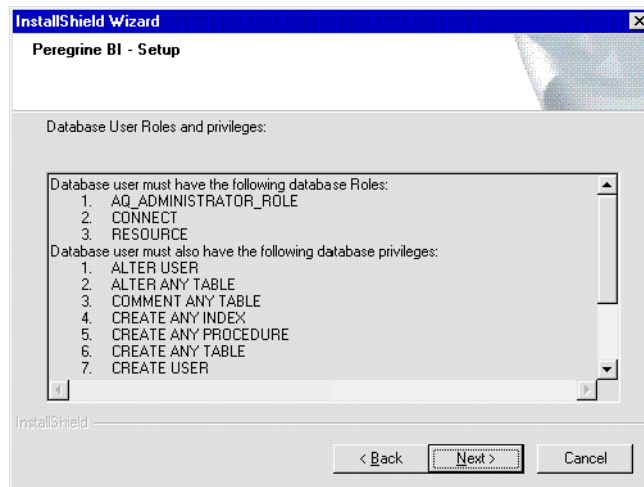 InstallShield Wizard
Peregrine BI - Setup
Database User Roles and privileges:
Database user must have the following database Roles:
1. AQ_ADMINISTRATOR_ROLE
2. CONNECT
3. RESOURCE
Database user must also have the following database privileges:
1. ALTER USER
2. ALTER ANY TABLE
3. COMMENT ANY TABLE
4. CREATE ANY INDEX
5. CREATE ANY PROCEDURE
6. CREATE ANY TABLE
7. CREATE USER
InstallShield
< Back Next > Cancel